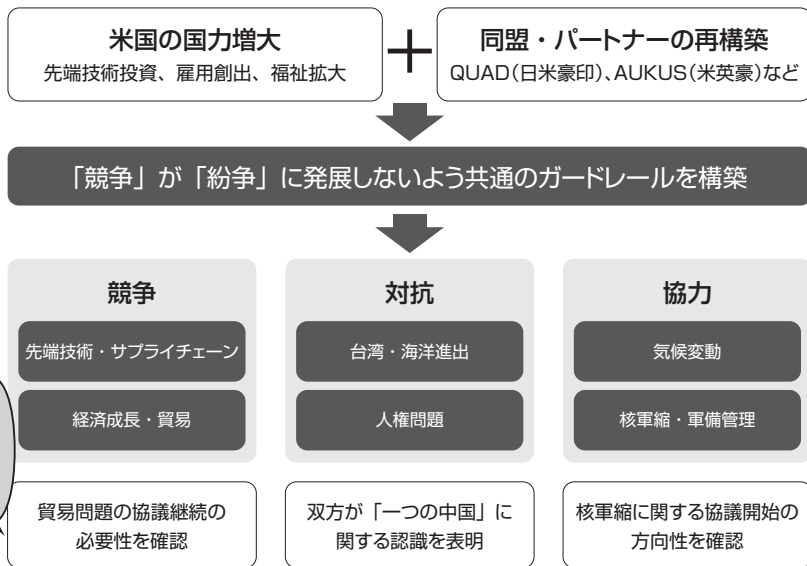 米国の国力増大
先端技術投資、雇用創出、福祉拡大
+
同盟・パートナーの再構築
QUAD(日米豪印)、AUKUS(米英豪)など
「競争」が「紛争」に発展しないよう共通のガードレールを構築
競争
先端技術・サプライチェーン
経済成長・貿易
貿易問題の協議継続の
必要性を確認
対抗
台湾・海洋進出
人権問題
双方が「一つの中国」に
関する認識を表明
協力
気候変動
核軍縮・軍備管理
核軍縮に関する協議開始の
方向性を確認